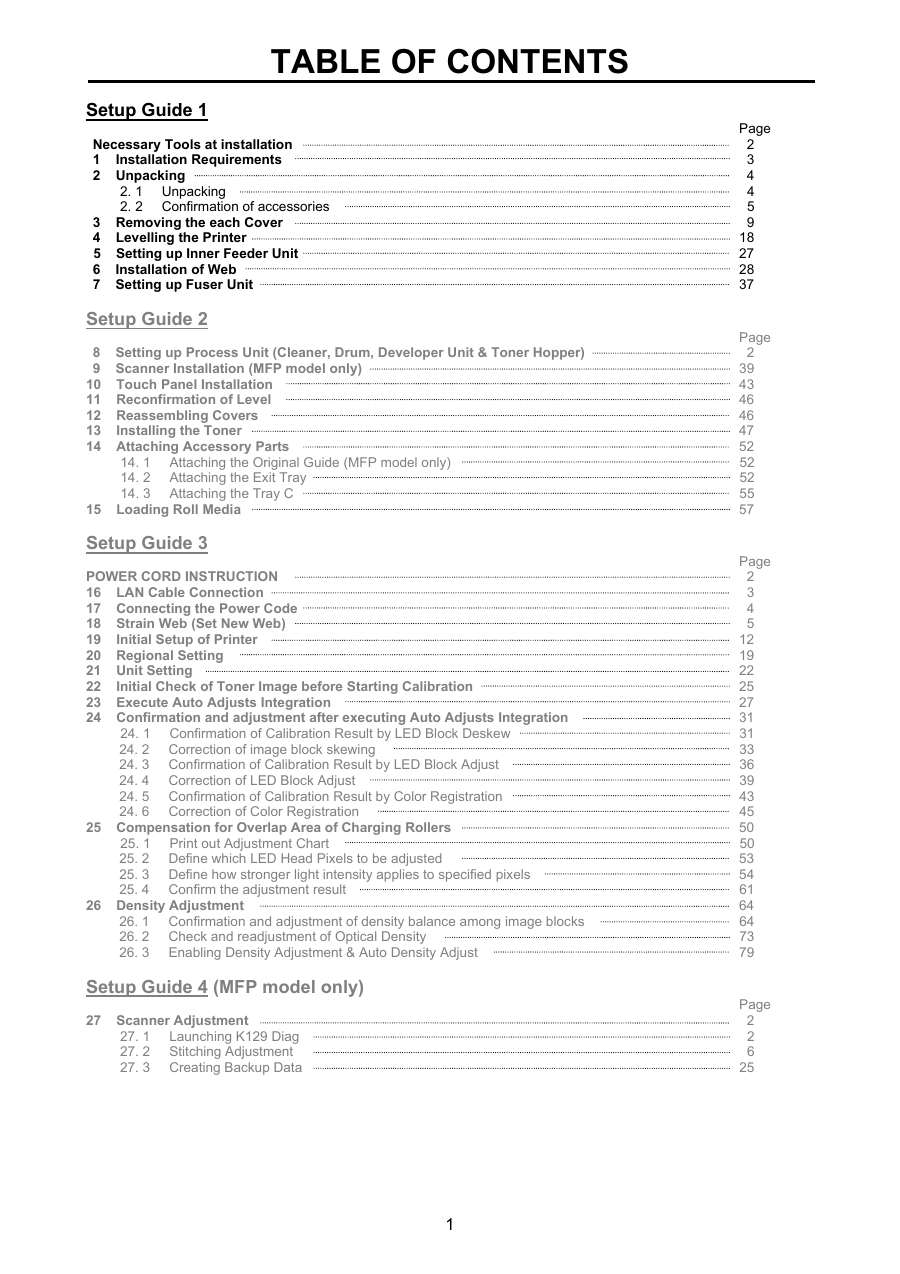 TABLE OF CONTENTS
Setup Guide 1
Page
Necessary Tools at installation 2
1 Installation Requirements 3
2 Unpacking 4
2. 1 Unpacking 4
2. 2 Confirmation of accessories 5
3 Removing the each Cover 9
4 Levelling the Printer 18
5 Setting up Inner Feeder Unit 27
6 Installation of Web 28
7 Setting up Fuser Unit 37
Setup Guide 2
Page
8 Setting up Process Unit (Cleaner, Drum, Developer Unit & Toner Hopper) 2
9 Scanner Installation (MFP model only) 39
10 Touch Panel Installation 43
11 Reconfirmation of Level 46
12 Reassembling Covers 46
13 Installing the Toner 47
14 Attaching Accessory Parts 52
14. 1 Attaching the Original Guide (MFP model only) 52
14. 2 Attaching the Exit Tray 52
14. 3 Attaching the Tray C 55
15 Loading Roll Media 57
Setup Guide 3
Page
POWER CORD INSTRUCTION 2
16 LAN Cable Connection 3
17 Connecting the Power Code 4
18 Strain Web (Set New Web) 5
19 Initial Setup of Printer 12
20 Regional Setting 19
21 Unit Setting 22
22 Initial Check of Toner Image before Starting Calibration 25
23 Execute Auto Adjusts Integration 27
24 Confirmation and adjustment after executing Auto Adjusts Integration 31
24. 1 Confirmation of Calibration Result by LED Block Deskew 31
24. 2 Correction of image block skewing 33
24. 3 Confirmation of Calibration Result by LED Block Adjust 36
24. 4 Correction of LED Block Adjust 39
24. 5 Confirmation of Calibration Result by Color Registration 43
24. 6 Correction of Color Registration 45
25 Compensation for Overlap Area of Charging Rollers 50
25. 1 Print out Adjustment Chart 50
25. 2 Define which LED Head Pixels to be adjusted 53
25. 3 Define how stronger light intensity applies to specified pixels 54
25. 4 Confirm the adjustment result 61
26 Density Adjustment 64
26. 1 Confirmation and adjustment of density balance among image blocks 64
26. 2 Check and readjustment of Optical Density 73
26. 3 Enabling Density Adjustment & Auto Density Adjust 79
Setup Guide 4 (MFP model only)
Page
27 Scanner Adjustment 2
27. 1 Launching K129 Diag 2
27. 2 Stitching Adjustment 6
27. 3 Creating Backup Data 25
1